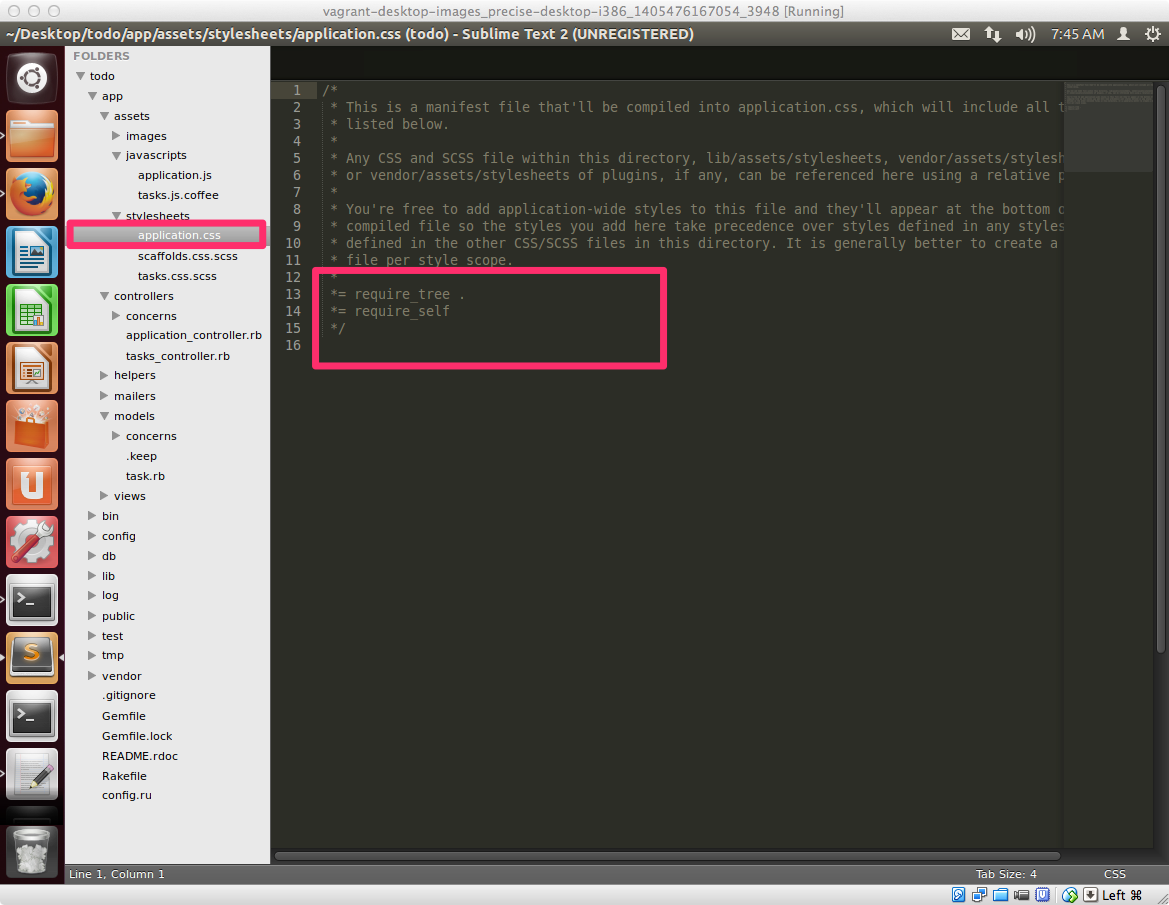 vagrant-desktop-images_precise-desktop-i386_1405476167054_3948 [Running]
~/Desktop/todo/app/assets/stylesheets/application.css (todo) - Sublime Text 2 (UNREGISTERED)
7:45 AM
FOLDERS
todo
app
assets
images
javascripts
application.js
tasks.js.coffee
stylesheets
application.css
scaffolds.css.scss
tasks.css.scss
controllers
concerns
application_controller.rb
tasks_controller.rb
helpers
mailers
models
concerns
.keep
task.rb
views
bin
config
db
lib
log
public
test
tmp
vendor
.gitignore
Gemfile
Gemfile.lock
README.rdoc
Rakefile
config.ru
1 /*
2 * This is a manifest file that'll be compiled into application.css, which will include all t
3 * listed below.
4 *
5 * Any CSS and SCSS file within this directory, lib/assets/stylesheets, vendor/assets/stylesh
6 * or vendor/assets/stylesheets of plugins, if any, can be referenced here using a relative p
7 *
8 * You're free to add application-wide styles to this file and they'll appear at the bottom o
9 * compiled file so the styles you add here take precedence over styles defined in any styles
10 * defined in the other CSS/SCSS files in this directory. It is generally better to create a
11 * file per style scope.
12 *
13 *= require_tree .
14 *= require_self
15 */
16
Line 1, Column 1
Tab Size: 4
CSS
Left ⌘